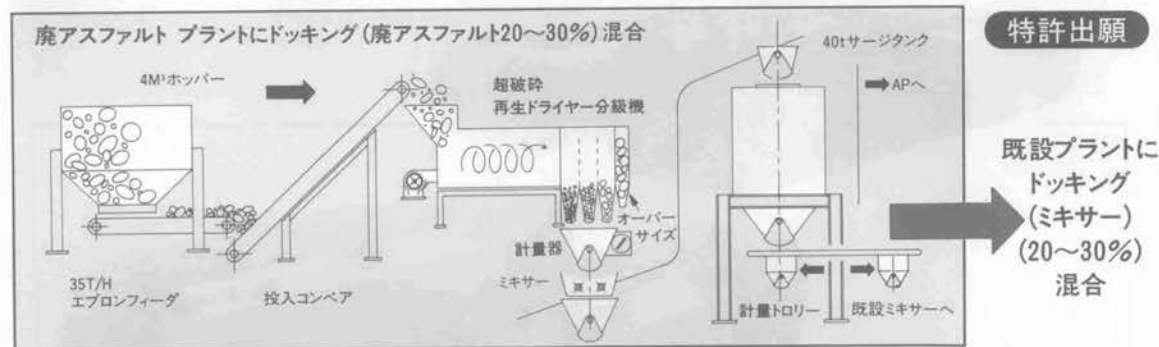 廃アスファルト プラントにドッキング(廃アスファルト20〜30%)混合
特許出願
4M³ホッパー
超破砕
再生ドライヤー分級機
40tサージタンク
APへ
オーバー
サイズ
計量器
ミキサー
35T/H
エプロンフィーダ
投入コンベア
計量トロリー
既設ミキサーへ
既設プラントに
ドッキング
(ミキサー)
(20〜30%)
混合